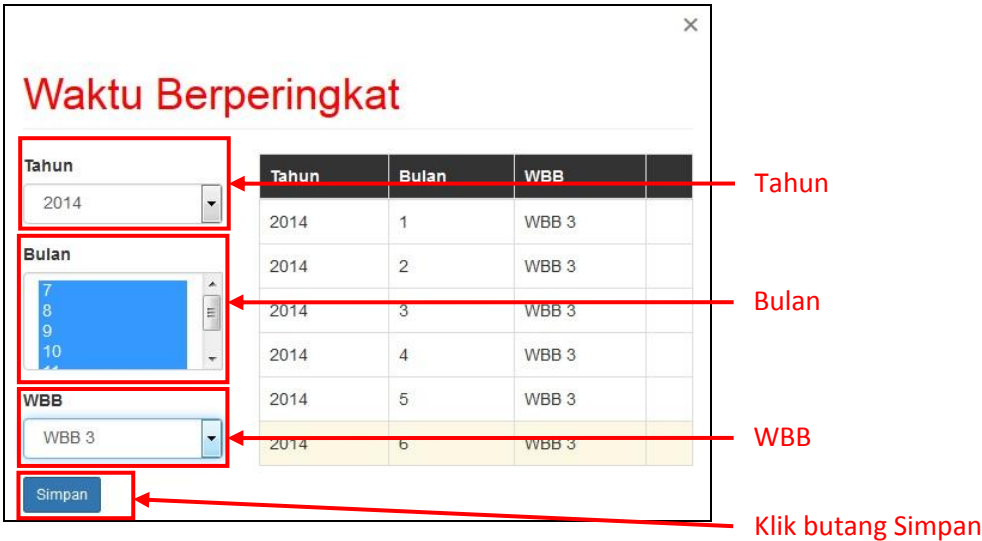 ×
Waktu Berperingkat
Tahun
2014
Bulan
7
8
9
10
11
WBB
WBB 3
Simpan
Tahun Bulan WBB
2014 1 WBB 3
2014 2 WBB 3
2014 3 WBB 3
2014 4 WBB 3
2014 5 WBB 3
2014 6 WBB 3
Tahun
Bulan
WBB
Klik butang Simpan